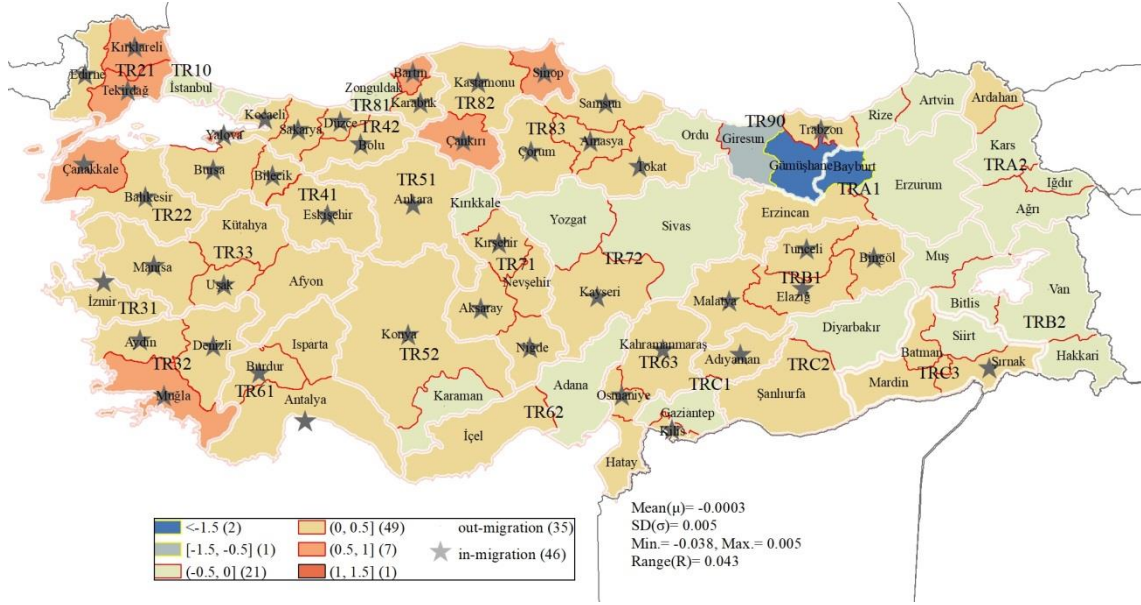 Kırklareli
Edirne
TR21
Tekirdağ
TR10
İstanbul
Zonguldak
TR81
Bartın
Karabük
Kastamonu
TR82
Sinop
Samsun
Kocaeli
Yalova
Sakarya
Düzce
TR42
Bolu
Çankırı
TR83
Çorum
Amasya
Tokat
Ordu
Giresun
TR90
Trabzon
Gümüşhane
Bayburt
TRA1
Rize
Artvin
Ardahan
Kars
TRA2
Iğdır
Ağrı
Erzurum
Erzincan
Çanakkale
Balıkesir
TR22
Bursa
Bilecik
TR41
Eskişehir
Kütahya
TR51
Ankara
Kırıkkale
Yozgat
Sivas
Kırşehir
TR71
Nevşehir
TR72
Kayseri
Tunceli
Bingöl
TRB1
Elazığ
Malatya
Muş
Bitlis
Van
TRB2
Siirt
Hakkari
Şırnak
Batman
TRC3
Mardin
Diyarbakır
TRC2
Şanlıurfa
Adıyaman
Kahramanmaraş
TR63
TRC1
Gaziantep
Kilis
Osmaniye
Hatay
Adana
TR62
Niğde
Aksaray
Konya
TR52
Karaman
İçel
Manisa
İzmir
TR31
TR33
Uşak
Afyon
Aydın
TR32
Denizli
Muğla
Burdur
TR61
Isparta
Antalya
<-1.5 (2)
[-1.5, -0.5] (1)
(-0.5, 0] (21)
(0, 0.5] (49)
(0.5, 1] (7)
(1, 1.5] (1)
out-migration (35)
in-migration (46)
Mean(μ)= -0.0003
SD(σ)= 0.005
Min.= -0.038, Max.= 0.005
Range(R)= 0.043